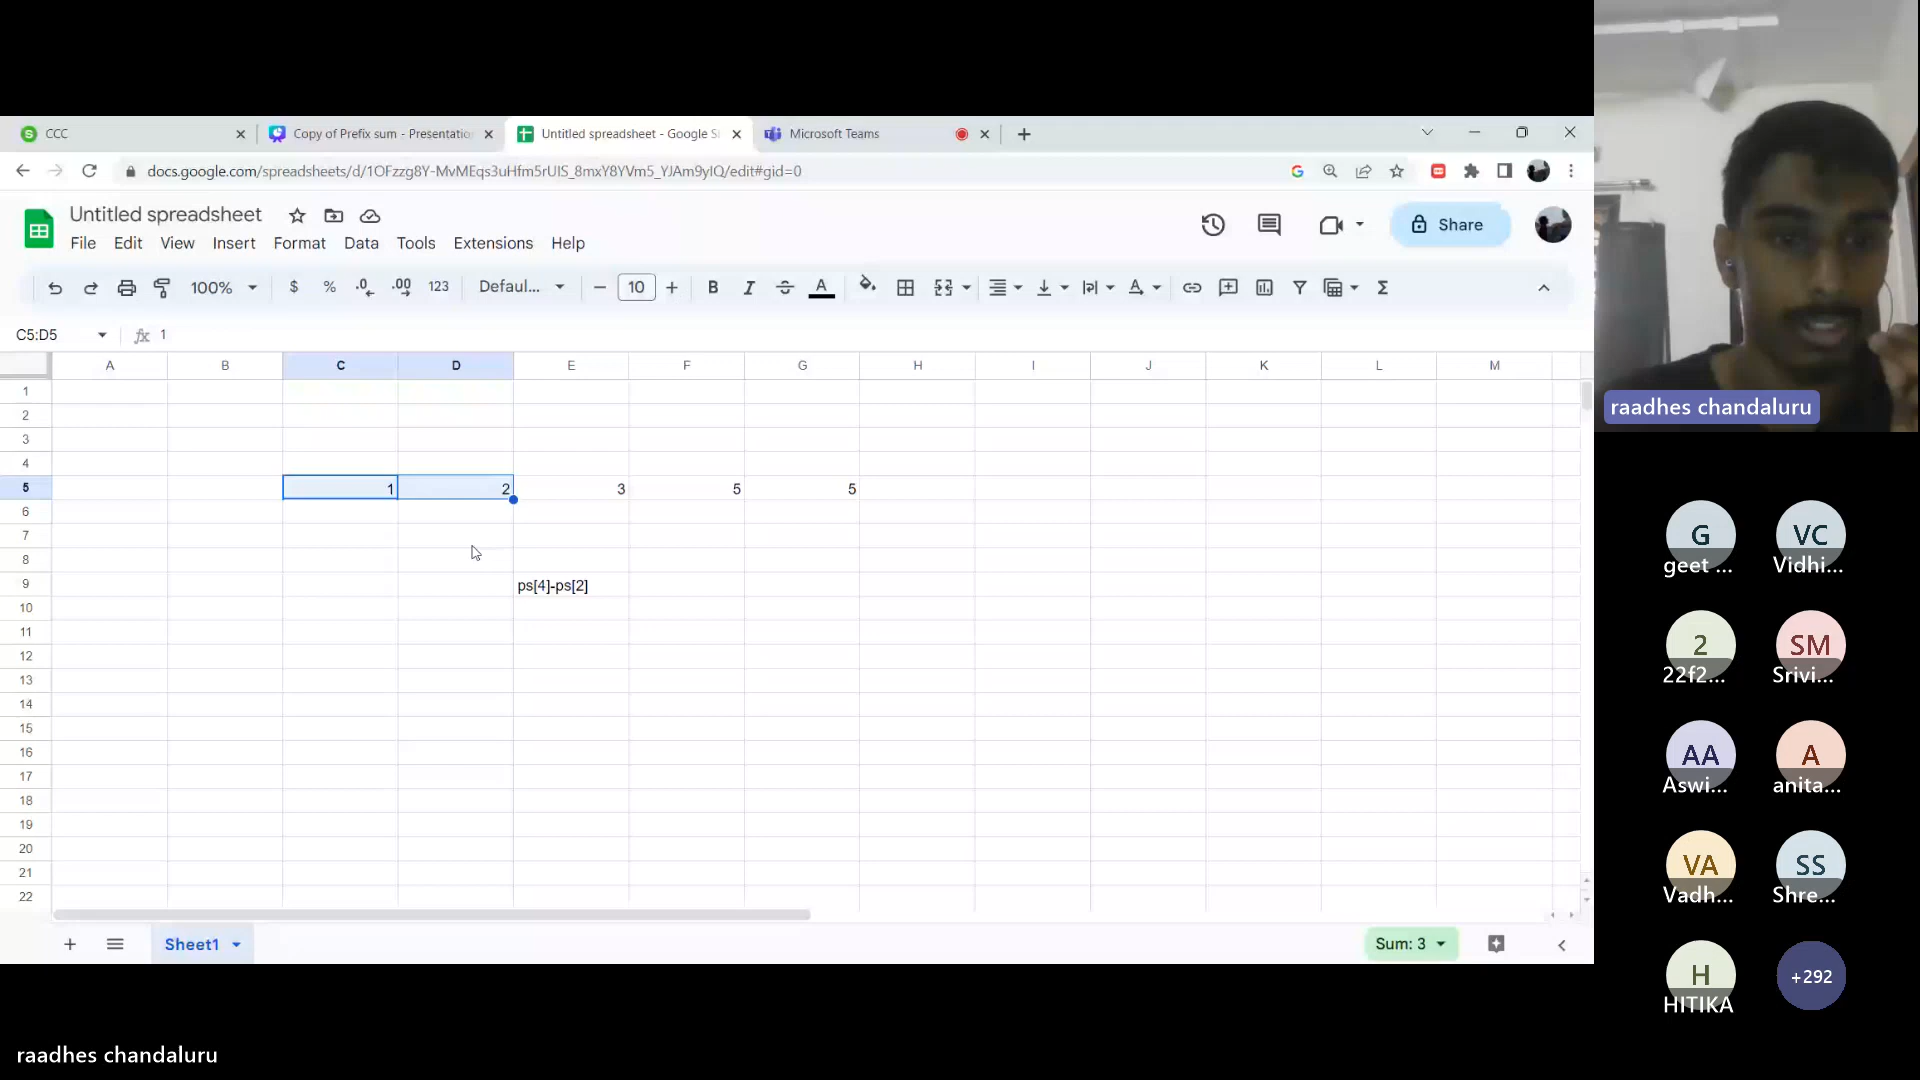 CCC
Copy of Prefix sum - Presentatio
Untitled spreadsheet - Google S
Microsoft Teams
docs.google.com/spreadsheets/d/1OFzzg8Y-MvMEqs3uHfm5rUIS_8mxY8YVm5_YJAm9yIQ/edit#gid=0
Untitled spreadsheet
File Edit View Insert Format Data Tools Extensions Help
Share
100% $ % .0 .00 123 Defaul... 10 B I S A
C5:D5 fx 1
A B C D E F G H I J K L M
1
2
3
4
5 1 2 3 5 5
6
7
8
9 ps[4]-ps[2]
10
11
12
13
14
15
16
17
18
19
20
21
22
Sheet1 Sum: 3
raadhes chandaluru
G VC
geet ... Vidhi...
2 SM
22f2... Srivi...
AA A
Aswi... anita...
VA SS
Vadh... Shre...
H +292
HITIKA
raadhes chandaluru